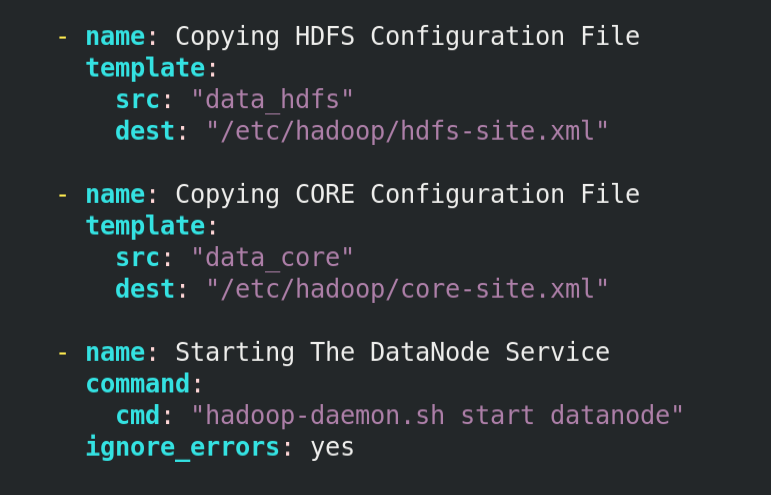 - name: Copying HDFS Configuration File
  template:
    src: "data_hdfs"
    dest: "/etc/hadoop/hdfs-site.xml"

- name: Copying CORE Configuration File
  template:
    src: "data_core"
    dest: "/etc/hadoop/core-site.xml"

- name: Starting The DataNode Service
  command:
    cmd: "hadoop-daemon.sh start datanode"
  ignore_errors: yes